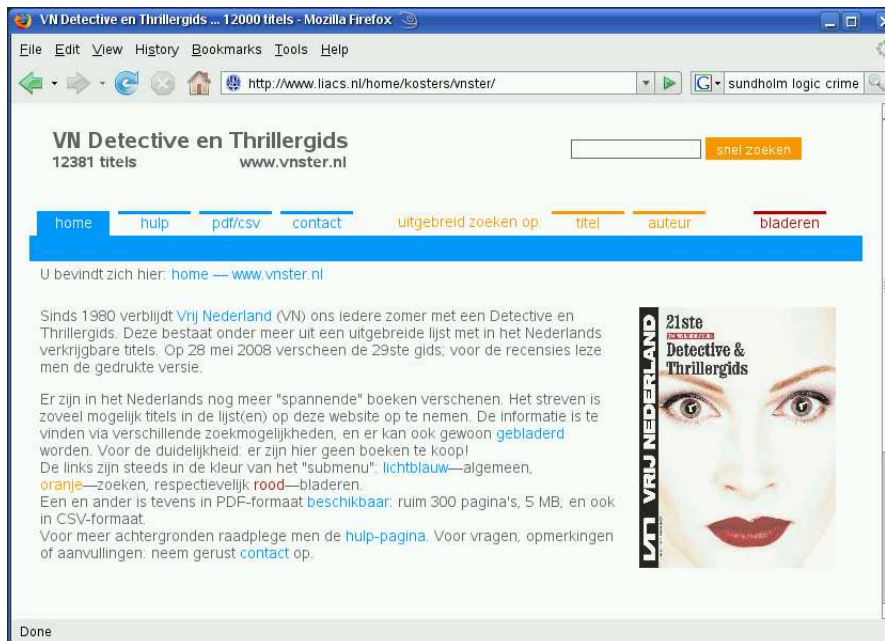 VN Detective en Thrillergids ... 12000 titels - Mozilla Firefox
File Edit View History Bookmarks Tools Help
http://www.liacs.nl/home/kosters/vnster/
G sundholm logic crime
VN Detective en Thrillergids
12381 titels www.vnster.nl
snel zoeken
home hulp pdf/csv contact uitgebreid zoeken op: titel auteur bladeren
U bevindt zich hier: home — www.vnster.nl
Sinds 1980 verblijdt Vrij Nederland (VN) ons iedere zomer met een Detective en
Thrillergids. Deze bestaat onder meer uit een uitgebreide lijst met in het Nederlands
verkrijgbare titels. Op 28 mei 2008 verscheen de 29ste gids; voor de recensies leze
men de gedrukte versie.
Er zijn in het Nederlands nog meer "spannende" boeken verschenen. Het streven is
zoveel mogelijk titels in de lijst(en) op deze website op te nemen. De informatie is te
vinden via verschillende zoekmogelijkheden, en er kan ook gewoon gebladerd
worden. Voor de duidelijkheid: er zijn hier geen boeken te koop!
De links zijn steeds in de kleur van het "submenu": lichtblauw—algemeen,
oranje—zoeken, respectievelijk rood—bladeren.
Een en ander is tevens in PDF-formaat beschikbaar: ruim 300 pagina's, 5 MB; en ook
in CSV-formaat.
Voor meer achtergronden raadplege men de hulp-pagina. Voor vragen, opmerkingen
of aanvullingen: neem gerust contact op.
21ste
Detective &
Thrillergids
VN VRIJ NEDERLAND
Done